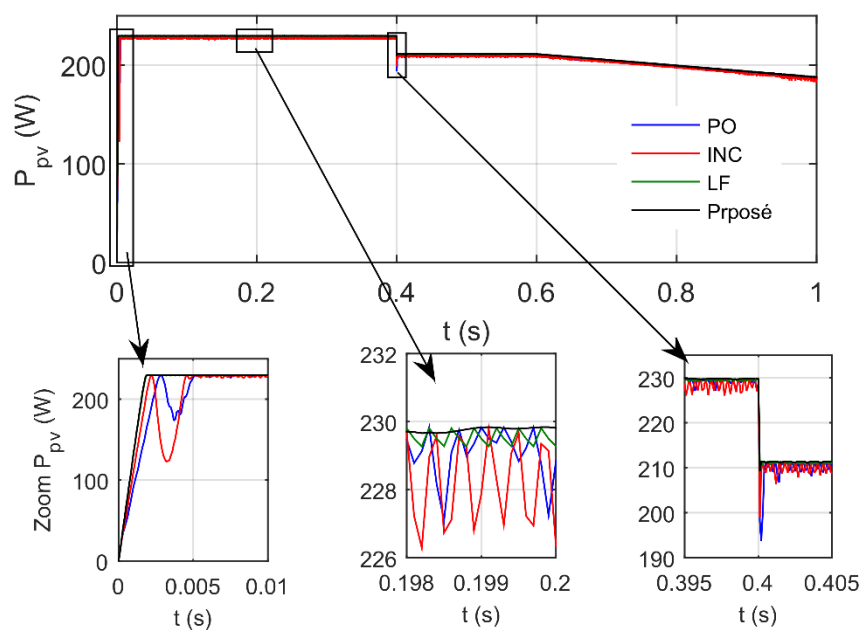 P_pv (W)
200
100
0
PO
INC
LF
Prposé
0 0.2 0.4 0.6 0.8 1
t (s)
Zoom P_pv (W)
200
100
0
0 0.005 0.01
t (s)
232
230
228
226
0.198 0.199 0.2
t (s)
230
220
210
200
190
0.395 0.4 0.405
t (s)